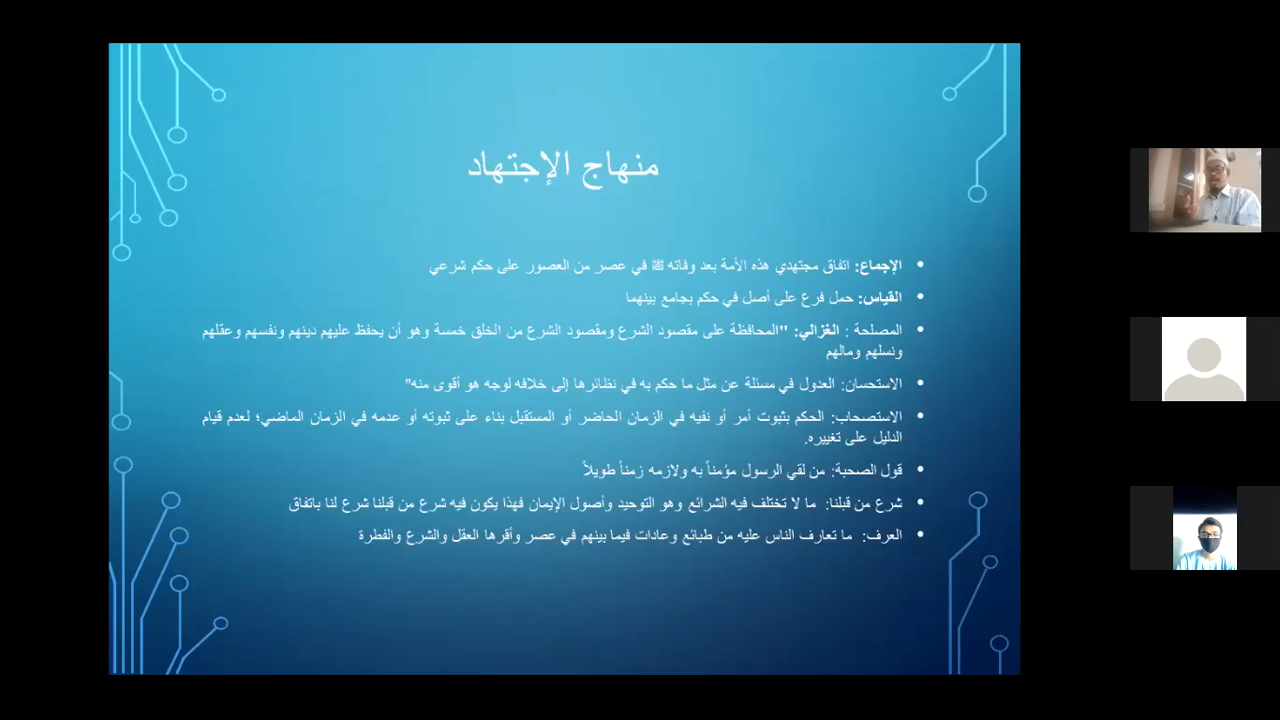 منهاج الإجتهاد
الإجماع: اتفاق مجتهدي هذه الأمة بعد وفاته ﷺ في عصر من العصور على حكم شرعي
القياس: حمل فرع على أصل في حكم بجامع بينهما
المصلحة : الغزالي: "المحافظة على مقصود الشرع ومقصود الشرع من الخلق خمسة وهو أن يحفظ عليهم دينهم ونفسهم وعقلهم
ونسلهم ومالهم
الاستحسان: العدول في مسئلة عن مثل ما حكم به في نظائرها إلى خلافه لوجه هو أقوى منه"
الاستصحاب: الحكم بثبوت أمر أو نفيه في الزمان الحاضر أو المستقبل بناء على ثبوته أو عدمه في الزمان الماضي؛ لعدم قيام
الدليل على تغييره.
قول الصحبة: من لقي الرسول مؤمناً به ولازمه زمناً طويلاً
شرع من قبلنا: ما لا تختلف فيه الشرائع وهو التوحيد وأصول الإيمان فهذا يكون فيه شرع من قبلنا شرع لنا باتفاق
العرف: ما تعارف الناس عليه من طبائع وعادات فيما بينهم في عصر وأقرها العقل والشرع والفطرة